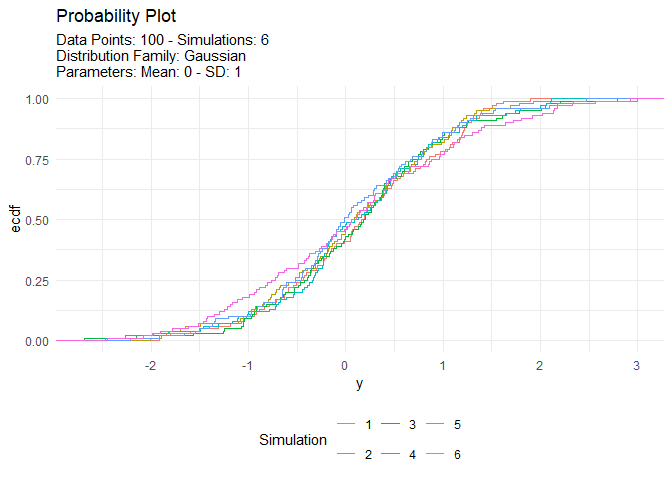 Probability Plot
Data Points: 100 - Simulations: 6
Distribution Family: Gaussian
Parameters: Mean: 0 - SD: 1
1.00
0.75
0.50
0.25
0.00
ecdf
-2
-1
0
1
2
3
y
Simulation
1 3 5
2 4 6